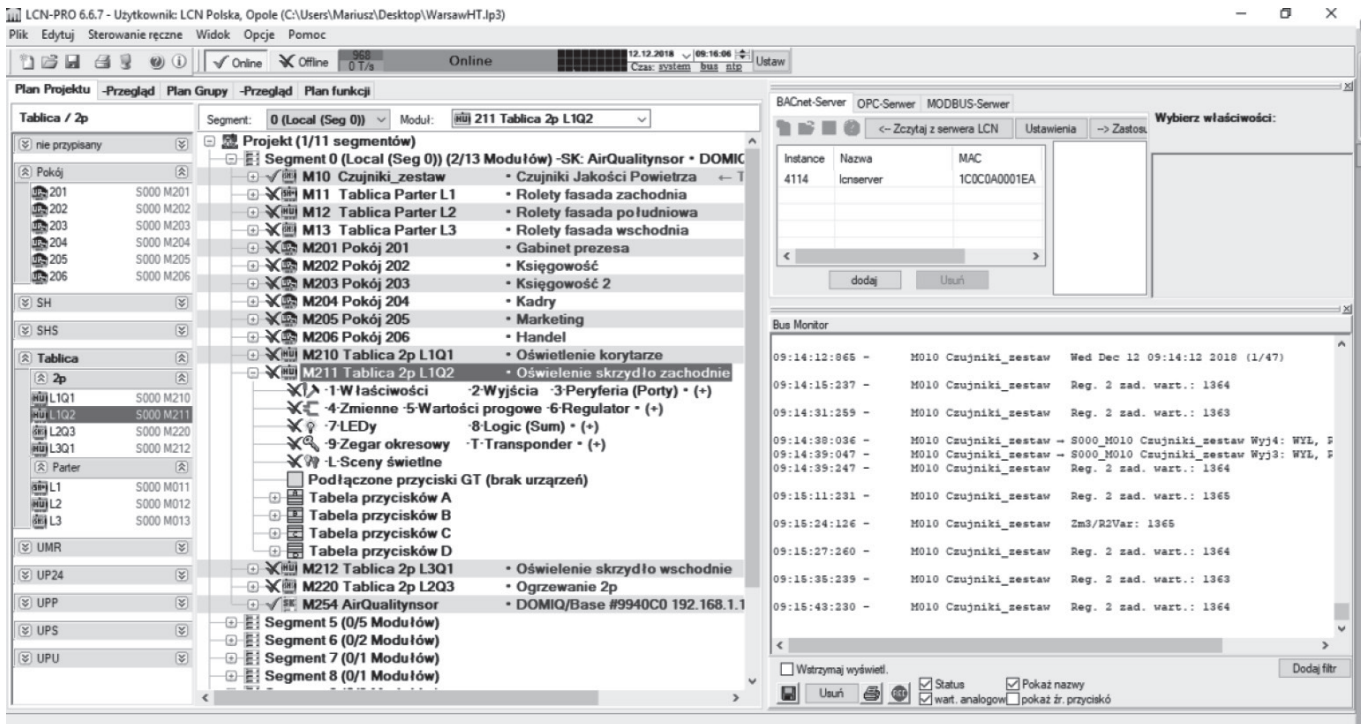 LCN-PRO 6.6.7 - Użytkownik: LCN Polska, Opole (C:\Users\Mariusz\Desktop\WarsawHT.lp3)
Plik Edytuj Sterowanie ręczne Widok Opcje Pomoc
Online Offline 968 0 T/s Online 12.12.2018 09:16:06 Czas: system bus ntp Ustaw
Plan Projektu -Przegląd Plan Grupy -Przegląd Plan funkcji
Tablica / 2p
nie przypisany
Pokój
201 S000 M201
202 S000 M202
203 S000 M203
204 S000 M204
205 S000 M205
206 S000 M206
SH
SHS
Tablica
2p
L1Q1 S000 M210
L1Q2 S000 M211
L2Q3 S000 M220
L3Q1 S000 M212
Parter
L1 S000 M011
L2 S000 M012
L3 S000 M013
UMR
UP24
UPP
UPS
UPU
Segment: 0 (Local (Seg 0)) Moduł: 211 Tablica 2p L1Q2
Projekt (1/11 segmentów)
Segment 0 (Local (Seg 0)) (2/13 Modułów) -SK: AirQualitynsor • DOMIQ
M10 Czujniki_zestaw • Czujniki Jakości Powietrza ← T
M11 Tablica Parter L1 • Rolety fasada zachodnia
M12 Tablica Parter L2 • Rolety fasada południowa
M13 Tablica Parter L3 • Rolety fasada wschodnia
M201 Pokój 201 • Gabinet prezesa
M202 Pokój 202 • Księgowość
M203 Pokój 203 • Księgowość 2
M204 Pokój 204 • Kadry
M205 Pokój 205 • Marketing
M206 Pokój 206 • Handel
M210 Tablica 2p L1Q1 • Oświetlenie korytarze
M211 Tablica 2p L1Q2 • Oświelenie skrzydło zachodnie
-1-Właściwości -2-Wyjścia -3-Peryferia (Porty) • (+)
-4-Zmienne -5-Wartości progowe -6-Regulator • (+)
-7-LEDy -8-Logic (Sum) • (+)
-9-Zegar okresowy -T-Transponder • (+)
-L-Sceny świetlne
Podłączone przyciski GT (brak urządzeń)
Tabela przycisków A
Tabela przycisków B
Tabela przycisków C
Tabela przycisków D
M212 Tablica 2p L3Q1 • Oświelenie skrzydło wschodnie
M220 Tablica 2p L2Q3 • Ogrzewanie 2p
M254 AirQualitynsor • DOMIQ/Base #9940C0 192.168.1.1
Segment 5 (0/5 Modułów)
Segment 6 (0/2 Modułów)
Segment 7 (0/1 Modułów)
Segment 8 (0/1 Modułów)
BACnet-Server OPC-Serwer MODBUS-Serwer
<-- Zczytaj z serwera LCN Ustawienia --> Zastosu
Wybierz właściwości:
Instance Nazwa MAC
4114 lcnserver 1C0C0A0001EA
dodaj Usuń
Bus Monitor
09:14:12:865 - M010 Czujniki_zestaw Wed Dec 12 09:14:12 2018 (1/47)
09:14:15:237 - M010 Czujniki_zestaw Reg. 2 zad. wart.: 1364
09:14:31:259 - M010 Czujniki_zestaw Reg. 2 zad. wart.: 1363
09:14:38:036 - M010 Czujniki_zestaw → S000_M010 Czujniki_zestaw Wyj4: WYŁ, P
09:14:39:047 - M010 Czujniki_zestaw → S000_M010 Czujniki_zestaw Wyj3: WYŁ, P
09:14:39:247 - M010 Czujniki_zestaw Reg. 2 zad. wart.: 1364
09:15:11:231 - M010 Czujniki_zestaw Reg. 2 zad. wart.: 1365
09:15:24:126 - M010 Czujniki_zestaw Zm3/R2Var: 1365
09:15:27:260 - M010 Czujniki_zestaw Reg. 2 zad. wart.: 1364
09:15:35:239 - M010 Czujniki_zestaw Reg. 2 zad. wart.: 1363
09:15:43:230 - M010 Czujniki_zestaw Reg. 2 zad. wart.: 1364
Wstrzymaj wyświetl. Dodaj filtr
Usuń Status Pokaż nazwy
wart. analogow pokaż źr. przyciskó